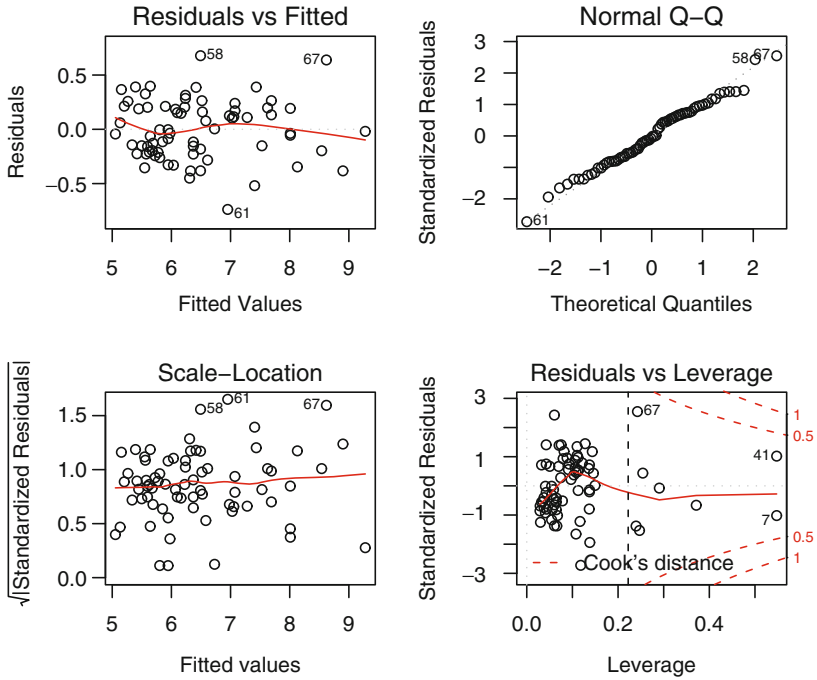 Residuals vs Fitted
Residuals
0.5
0.0
−0.5
58
67
61
5 6 7 8 9
Fitted Values
Normal Q−Q
Standardized Residuals
3
2
0
−2
58
67
61
−2 −1 0 1 2
Theoretical Quantiles
Scale−Location
√|Standardized Residuals|
1.5
1.0
0.5
0.0
58
61
67
5 6 7 8 9
Fitted values
Residuals vs Leverage
Standardized Residuals
3
1
−1
−3
67
41
7
1
0.5
0.5
1
Cook's distance
0.0 0.2 0.4
Leverage